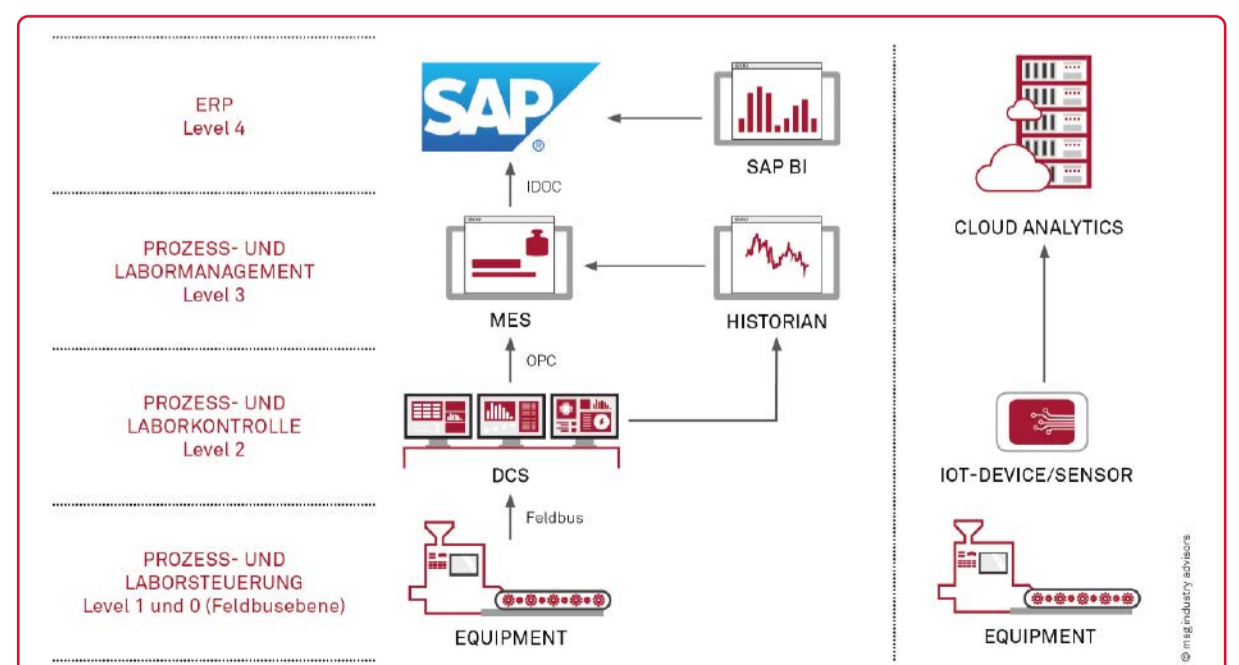 ERP
Level 4
SAP
®
SAP BI
IDOC
PROZESS- UND
LABORMANAGEMENT
Level 3
MES
HISTORIAN
OPC
PROZESS- UND
LABORKONTROLLE
Level 2
DCS
Feldbus
PROZESS- UND
LABORSTEUERUNG
Level 1 und 0 (Feldbusebene)
EQUIPMENT
CLOUD ANALYTICS
IOT-DEVICE/SENSOR
EQUIPMENT
© msg industry advisors